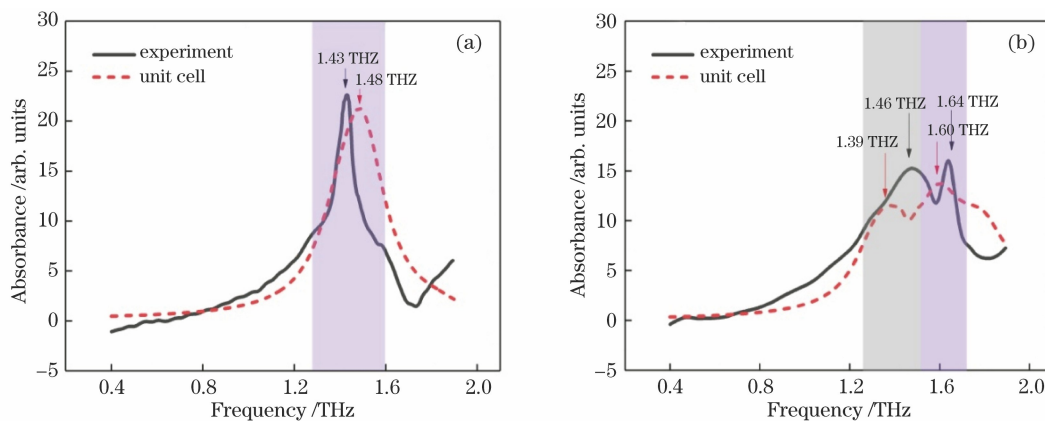 30
25
20
15
10
5
0
−5
Absorbance /arb. units
experiment
unit cell
(a)
1.43 THZ
1.48 THZ
0.4 0.8 1.2 1.6 2.0
Frequency /THz
30
25
20
15
10
5
0
−5
Absorbance /arb. units
experiment
unit cell
(b)
1.46 THZ
1.64 THZ
1.39 THZ
1.60 THZ
0.4 0.8 1.2 1.6 2.0
Frequency /THz